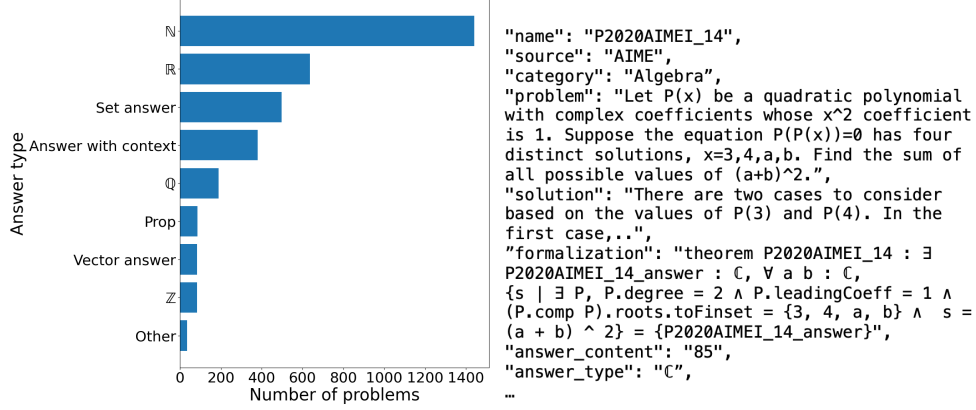 Answer type
ℕ
ℝ
Set answer
Answer with context
ℚ
Prop
Vector answer
ℤ
Other
0 200 400 600 800 1000 1200 1400
Number of problems
"name": "P2020AIMEI_14",
"source": "AIME",
"category": "Algebra”,
"problem": "Let P(x) be a quadratic polynomial
with complex coefficients whose x^2 coefficient
is 1. Suppose the equation P(P(x))=0 has four
distinct solutions, x=3,4,a,b. Find the sum of
all possible values of (a+b)^2.”,
"solution": "There are two cases to consider
based on the values of P(3) and P(4). In the
first case,..",
”formalization": "theorem P2020AIMEI_14 : ∃
P2020AIMEI_14_answer : ℂ, ∀ a b : ℂ,
{s | ∃ P, P.degree = 2 ∧ P.leadingCoeff = 1 ∧
(P.comp P).roots.toFinset = {3, 4, a, b} ∧ s =
(a + b) ^ 2} = {P2020AIMEI_14_answer}",
"answer_content": "85",
"answer_type": "ℂ”,
…